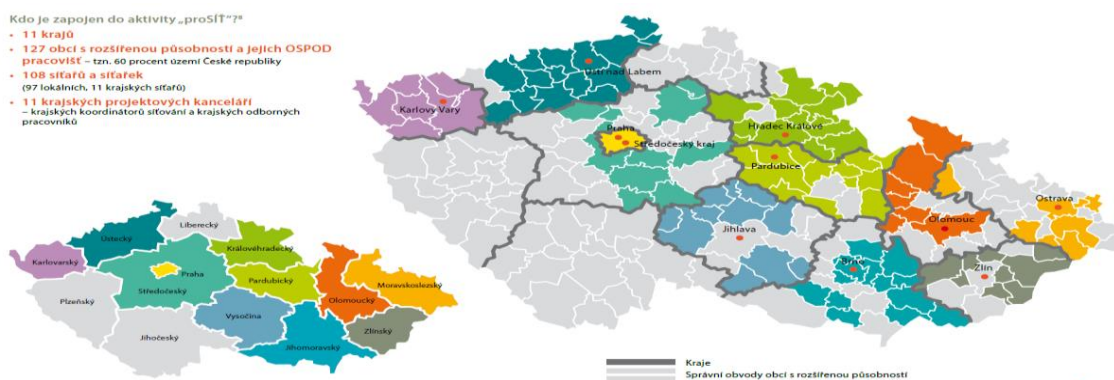 Kdo je zapojen do aktivity „proSÍŤ“?⁸
• 11 krajů
• 127 obcí s rozšířenou působností a jejich OSPOD
pracovišť – tzn. 60 procent území České republiky
• 108 síťařů a síťařek
(97 lokálních, 11 krajských síťařů)
• 11 krajských projektových kanceláří
– krajských koordinátorů síťování a krajských odborných
pracovníků
Ústí nad Labem
Karlovy Vary
Hradec Králové
Praha
Středočeský kraj
Pardubice
Ostrava
Olomouc
Jihlava
Brno
Zlín
Liberecký
Ústecký
Královéhradecký
Karlovarský
Praha
Středočeský
Pardubický
Moravskoslezský
Plzeňský
Olomoucký
Vysočina
Zlínský
Jihočeský
Jihomoravský
Kraje
Správní obvody obcí s rozšířenou působností